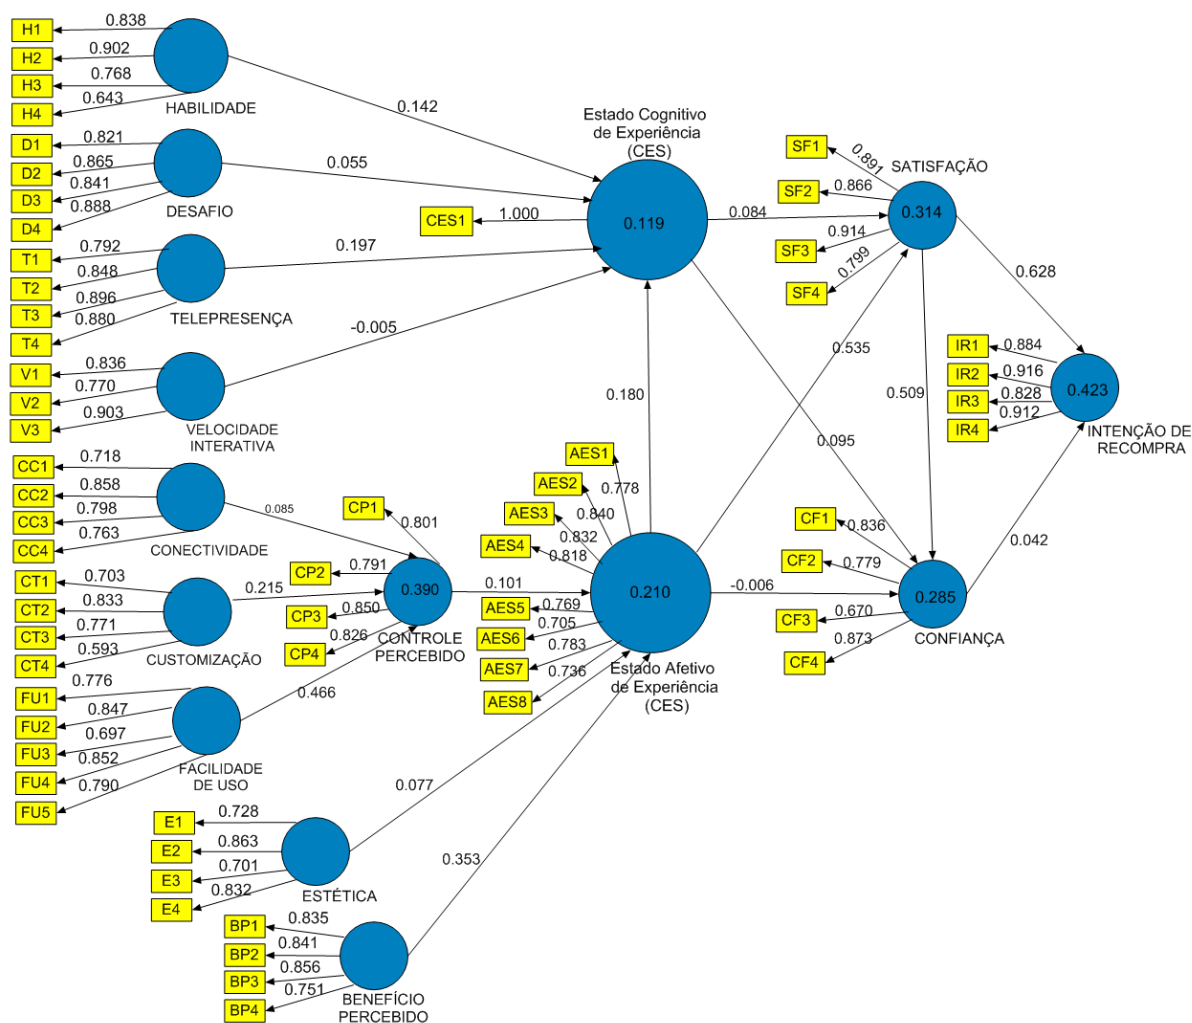 H1
0.838
H2
0.902
H3
0.768
H4
0.643
HABILIDADE
0.142
D1
0.821
D2
0.865
D3
0.841
D4
0.888
DESAFIO
0.055
T1
0.792
T2
0.848
T3
0.896
T4
0.880
TELEPRESENÇA
0.197
V1
0.836
V2
0.770
V3
0.903
VELOCIDADE
INTERATIVA
-0.005
Estado Cognitivo
de Experiência
(CES)
CES1
1.000
0.119
0.084
SF1
0.891
SF2
0.866
SF3
0.914
SF4
0.799
SATISFAÇÃO
0.314
0.628
0.535
0.509
0.180
0.095
IR1
0.884
IR2
0.916
IR3
0.828
IR4
0.912
0.423
INTENÇÃO DE
RECOMPRA
CC1
0.718
CC2
0.858
CC3
0.798
CC4
0.763
CONECTIVIDADE
0.085
CT1
0.703
CT2
0.833
CT3
0.771
CT4
0.593
CUSTOMIZAÇÃO
0.215
FU1
0.776
FU2
0.847
FU3
0.697
FU4
0.852
FU5
0.790
FACILIDADE
DE USO
0.466
CP1
0.801
CP2
0.791
CP3
0.850
CP4
0.826
0.390
CONTROLE
PERCEBIDO
0.101
AES1
0.778
AES2
0.840
AES3
0.832
AES4
0.818
AES5
0.769
AES6
0.705
AES7
0.783
AES8
0.736
0.210
Estado Afetivo
de Experiência
(CES)
-0.006
CF1
0.836
CF2
0.779
CF3
0.670
CF4
0.873
0.285
CONFIANÇA
0.042
E1
0.728
E2
0.863
E3
0.701
E4
0.832
ESTÉTICA
0.077
BP1
0.835
BP2
0.841
BP3
0.856
BP4
0.751
BENEFÍCIO
PERCEBIDO
0.353